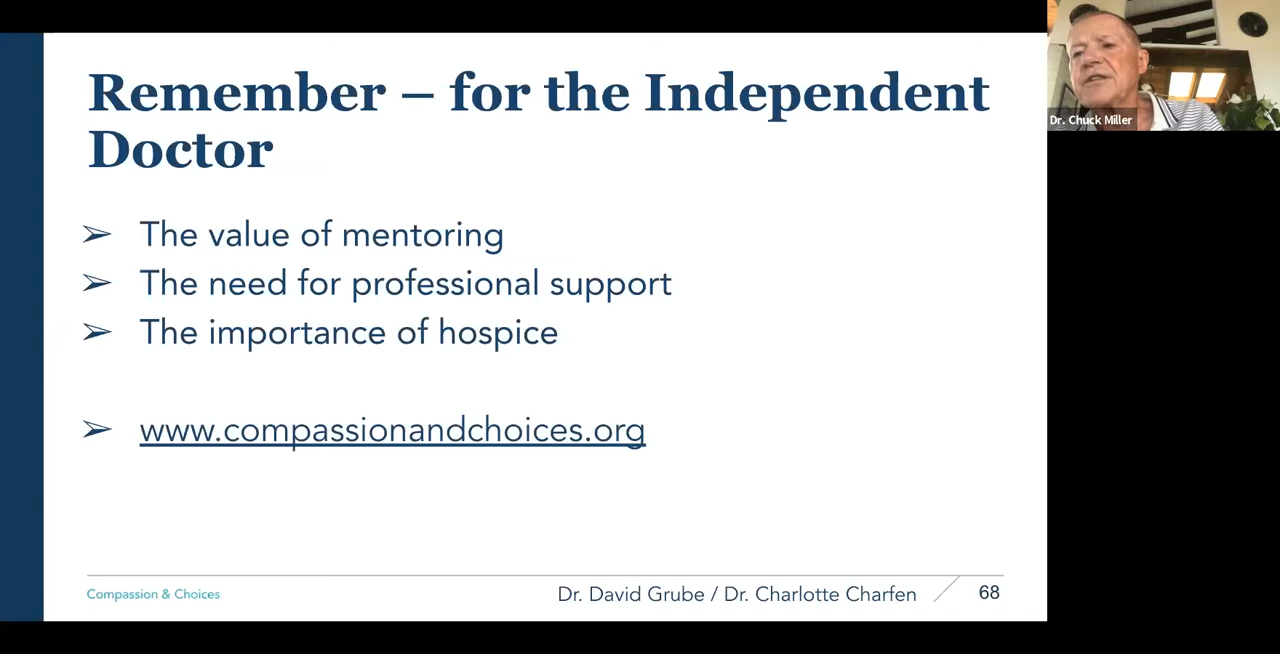 Remember – for the Independent
Doctor
➢ The value of mentoring
➢ The need for professional support
➢ The importance of hospice
➢ www.compassionandchoices.org
Compassion & Choices
Dr. David Grube / Dr. Charlotte Charfen
68
Dr. Chuck Miller